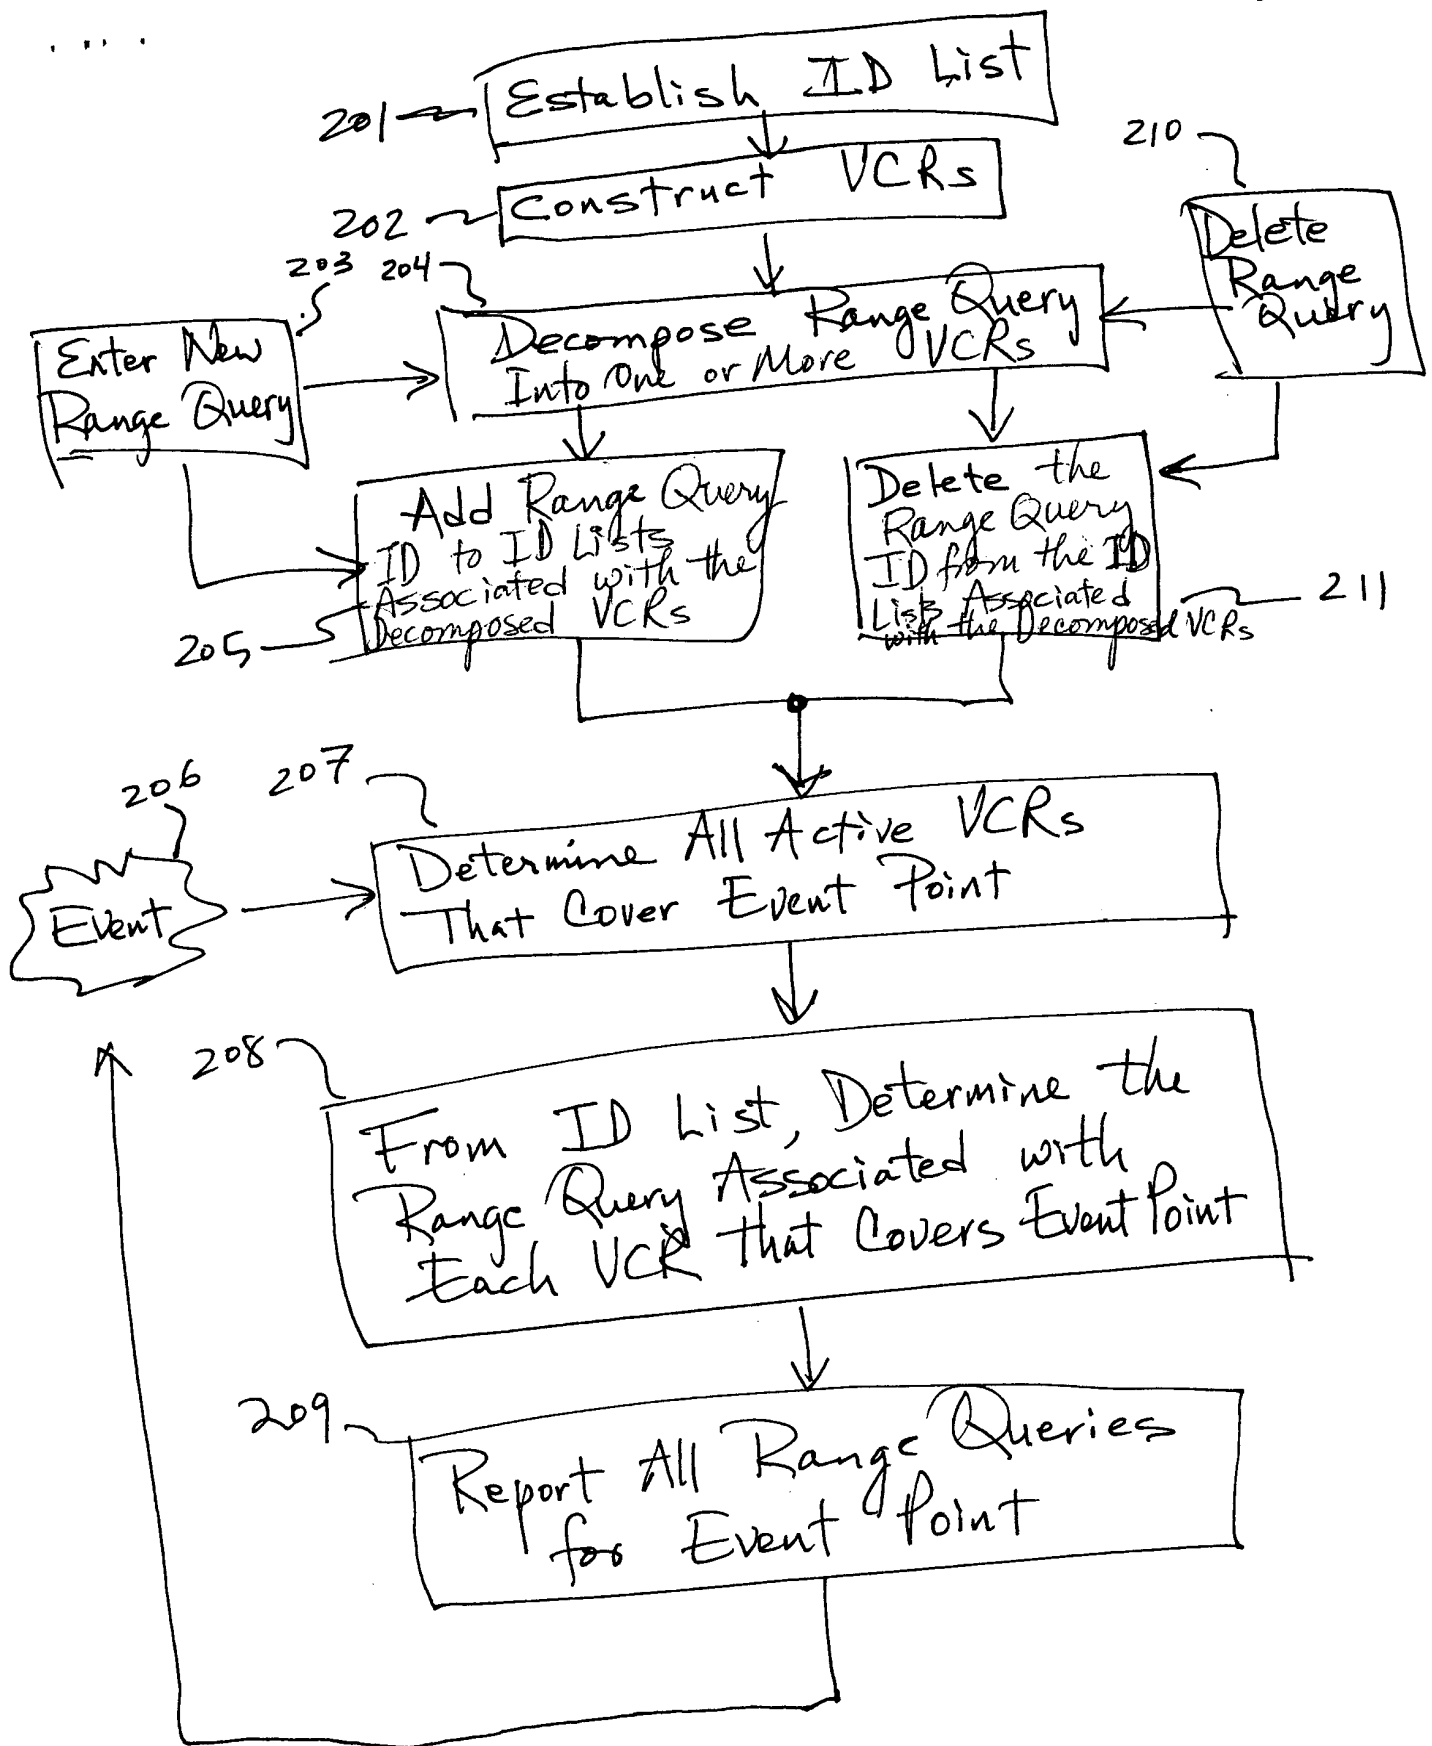 Establish ID List
201
210
Construct VCRs
202
Delete
Range
Query
203
204
Decompose Range Query
Into One or More VCRs
Enter New
Range Query
Add Range Query
ID to ID Lists
Associated with the
Decomposed VCRs
205
Delete the
Range Query
ID from the ID
Lists Associated
with the Decomposed VCRs
211
206
207
Event
Determine All Active VCRs
That Cover Event Point
208
From ID List, Determine the
Range Query Associated with
Each VCR that Covers Event Point
209
Report All Range Queries
for Event Point